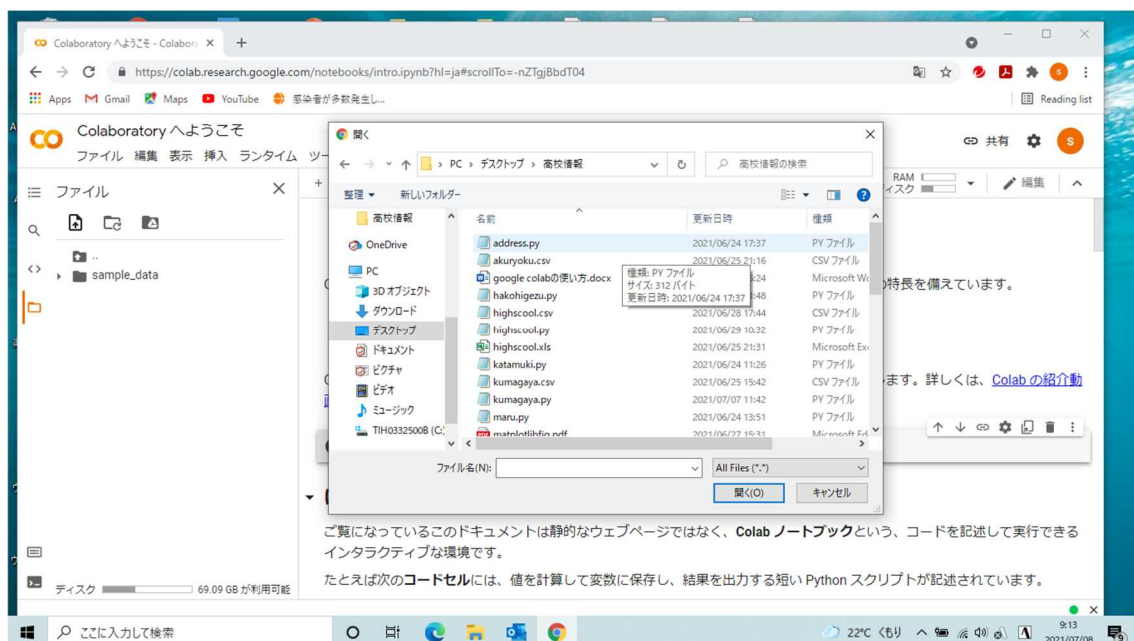 Colaboratory へようこそ - Colabora
https://colab.research.google.com/notebooks/intro.ipynb?hl=ja#scrollTo=-nZTgjBbdT04
Apps Gmail Maps YouTube 感染者が多数発生し... Reading list
Colaboratory へようこそ
ファイル 編集 表示 挿入 ランタイム ツー
共有
S
RAM
ィスク
編集
ファイル
..
sample_data
ディスク 69.09 GB が利用可能
開く
PC › デスクトップ › 高校情報
高校情報の検索
整理 新しいフォルダー
高校情報
OneDrive
PC
3D オブジェクト
ダウンロード
デスクトップ
ドキュメント
ピクチャ
ビデオ
ミュージック
TIH0332500B (C:)
名前 更新日時 種類
address.py 2021/06/24 17:37 PY ファイル
akuryoku.csv 2021/06/25 21:16 CSV ファイル
google colabの使い方.docx 5:24 Microsoft Wo
hakohigezu.py 3:48 PY ファイル
highscool.csv 2021/06/28 17:44 CSV ファイル
highscool.py 2021/06/29 10:32 PY ファイル
highscool.xls 2021/06/25 21:31 Microsoft Exc
katamuki.py 2021/06/24 11:26 PY ファイル
kumagaya.csv 2021/06/25 15:42 CSV ファイル
kumagaya.py 2021/07/07 11:42 PY ファイル
maru.py 2021/06/24 13:51 PY ファイル
matplotlibfig.pdf 2021/06/27 15:31 Microsoft Ed
種類: PY ファイル
サイズ: 312 バイト
更新日時: 2021/06/24 17:37
ファイル名(N):
All Files (*.*)
開く(O) キャンセル
の特長を備えています。
ます。詳しくは、Colab の紹介動
ご覧になっているこのドキュメントは静的なウェブページではなく、Colab ノートブックという、コードを記述して実行できる
インタラクティブな環境です。
たとえば次のコードセルには、値を計算して変数に保存し、結果を出力する短い Python スクリプトが記述されています。
ここに入力して検索
22°C くもり
A
9:13
2021/07/08